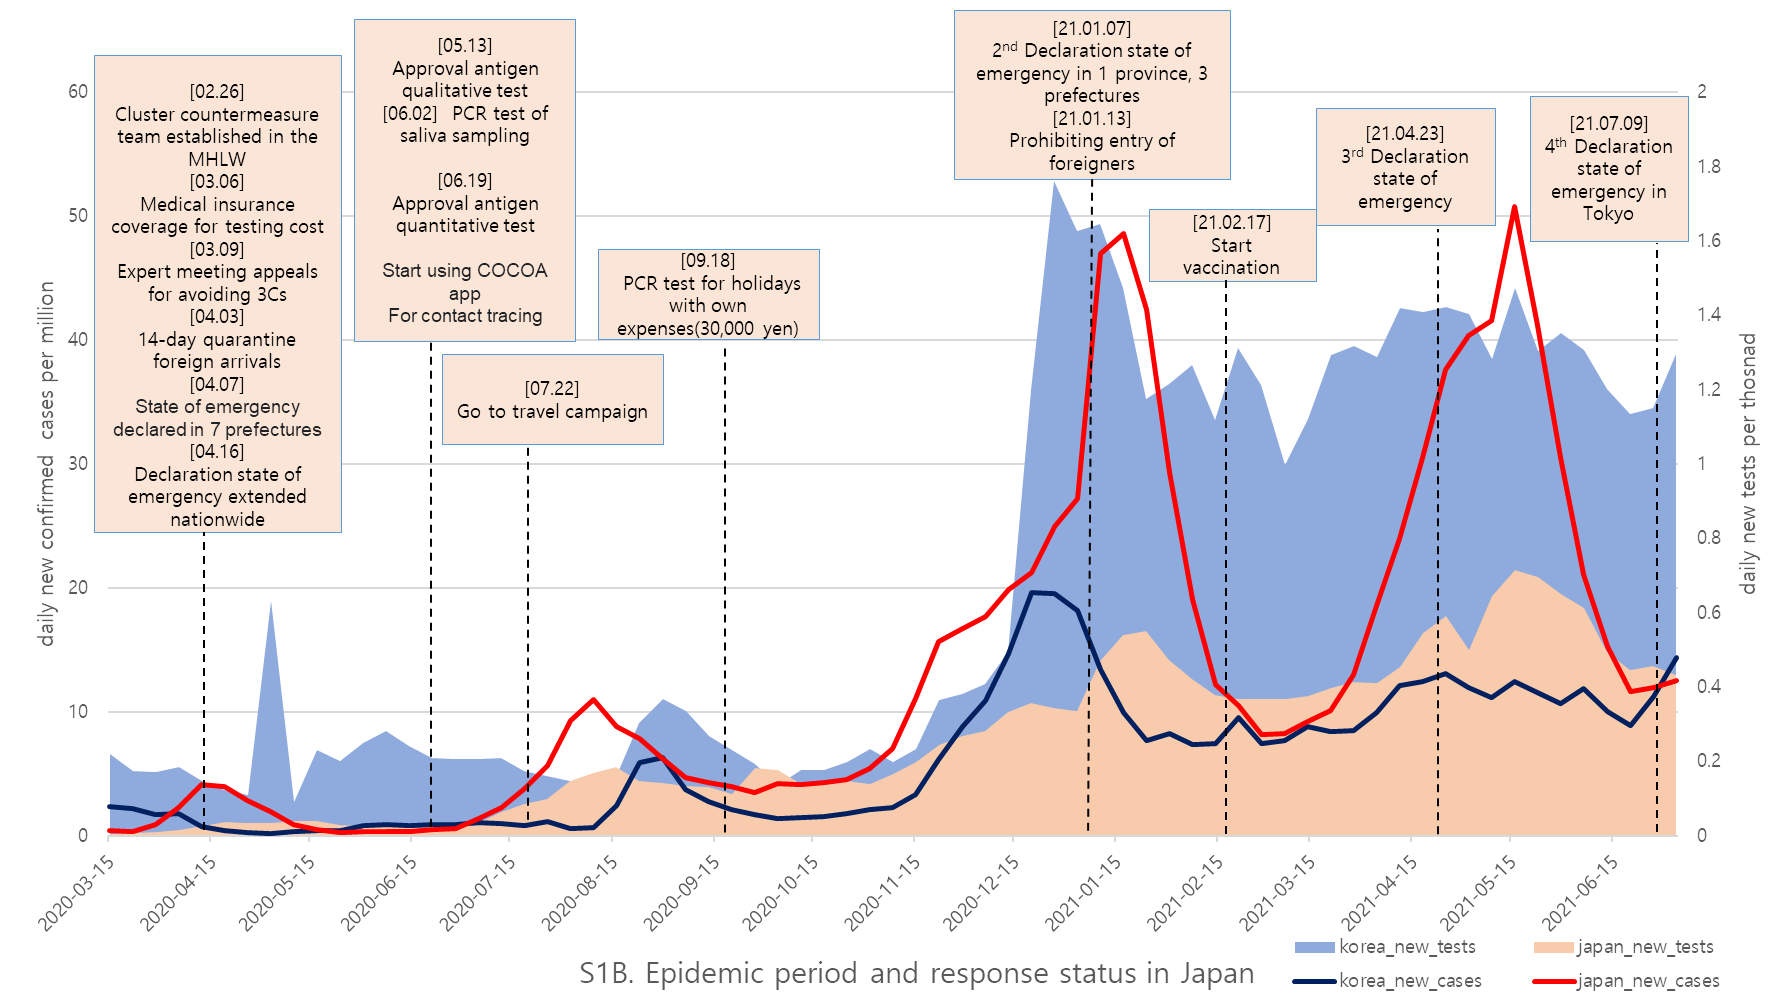 [02.26]
Cluster countermeasure
team established in the
MHLW
[03.06]
Medical insurance
coverage for testing cost
[03.09]
Expert meeting appeals
for avoiding 3Cs
[04.03]
14-day quarantine
foreign arrivals
[04.07]
State of emergency
declared in 7 prefectures
[04.16]
Declaration state of
emergency extended
nationwide
[05.13]
Approval antigen
qualitative test
[06.02] PCR test of
saliva sampling
[06.19]
Approval antigen
quantitative test
Start using COCOA
app
For contact tracing
[07.22]
Go to travel campaign
[09.18]
PCR test for holidays
with own
expenses(30,000 yen)
[21.01.07]
2nd Declaration state of
emergency in 1 province, 3
prefectures
[21.01.13]
Prohibiting entry of
foreigners
[21.02.17]
Start
vaccination
[21.04.23]
3rd Declaration
state of
emergency
[21.07.09]
4th Declaration
state of
emergency in
Tokyo
daily new confirmed cases per million
60
50
40
30
20
10
0
2
1.8
1.6
1.4
1.2
1
0.8
0.6
0.4
0.2
0
daily new tests per thosnad
2020-03-15
2020-04-15
2020-05-15
2020-06-15
2020-07-15
2020-08-15
2020-09-15
2020-10-15
2020-11-15
2020-12-15
2021-01-15
2021-02-15
2021-03-15
2021-04-15
2021-05-15
2021-06-15
korea_new_tests
japan_new_tests
korea_new_cases
japan_new_cases
S1B. Epidemic period and response status in Japan